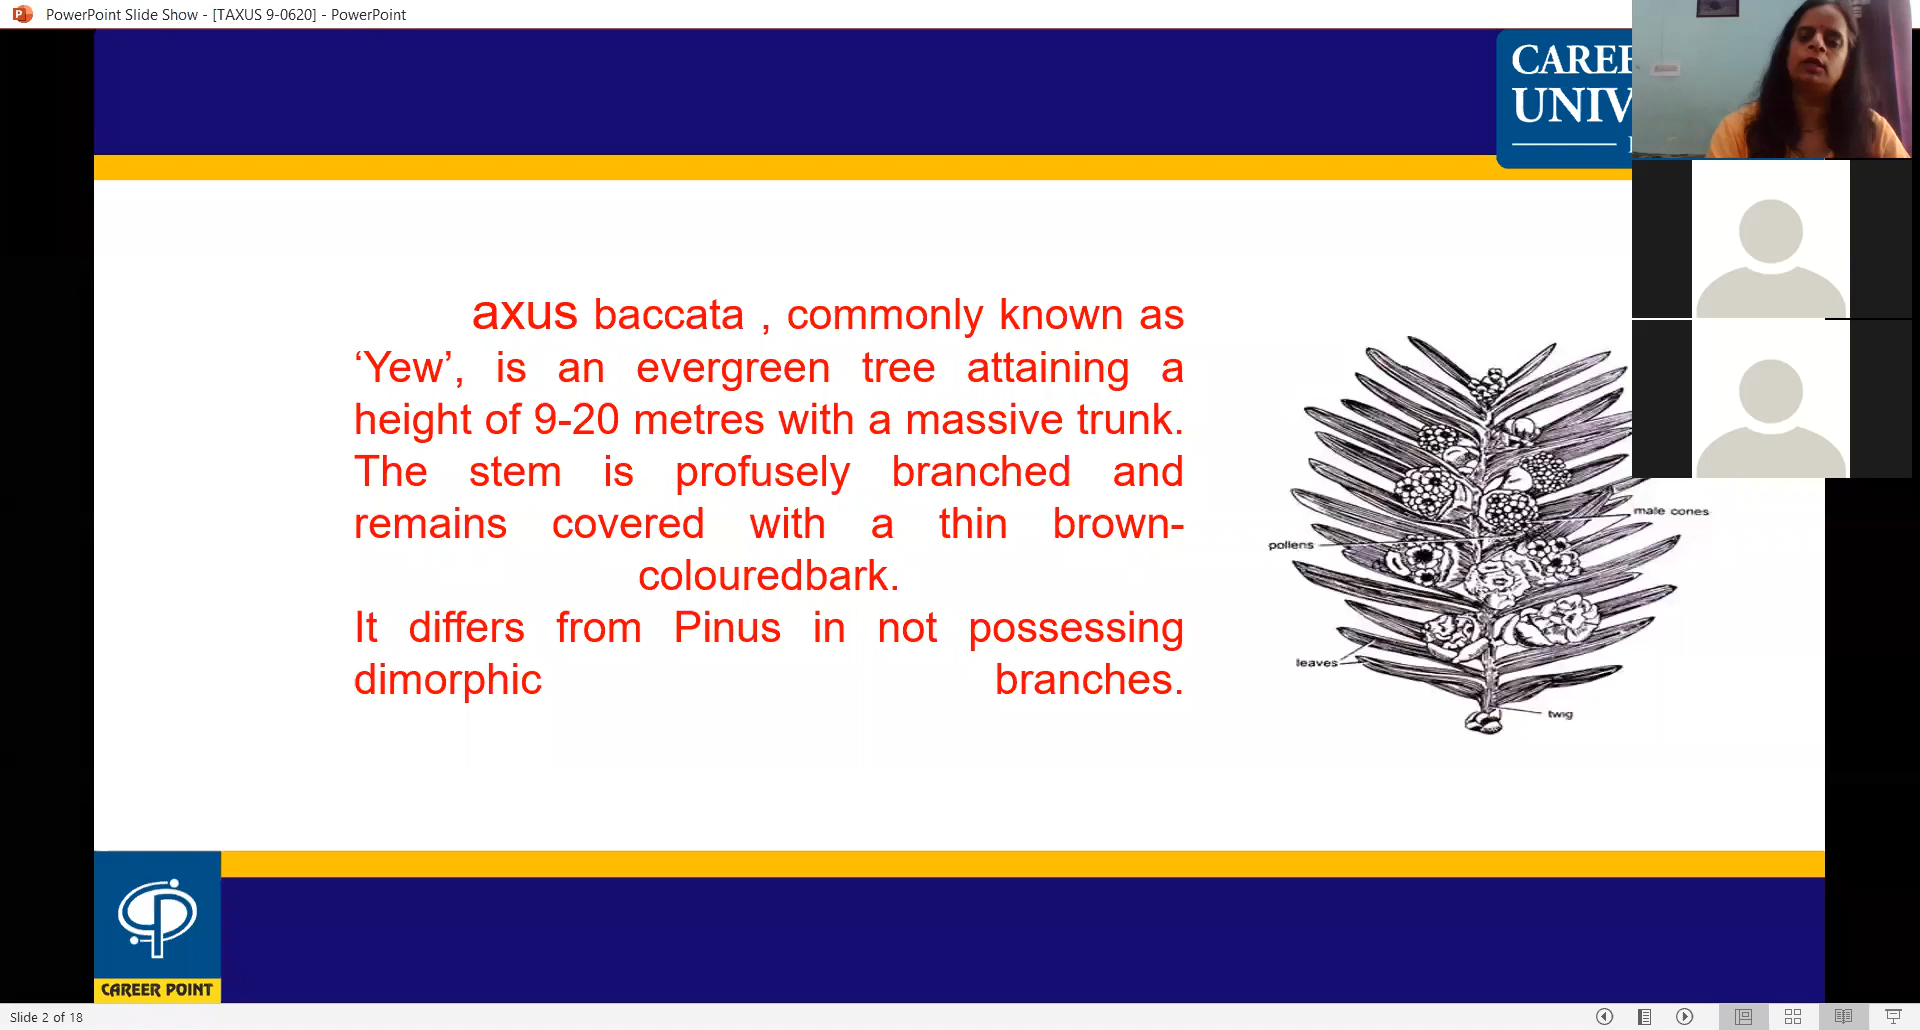 PowerPoint Slide Show - [TAXUS 9-0620] - PowerPoint
CAREE
UNIV
axus baccata , commonly known as
‘Yew’, is an evergreen tree attaining a
height of 9-20 metres with a massive trunk.
The stem is profusely branched and
remains covered with a thin brown-
colouredbark.
It differs from Pinus in not possessing
dimorphic branches.
male cones
pollens
leaves
twig
CAREER POINT
Slide 2 of 18